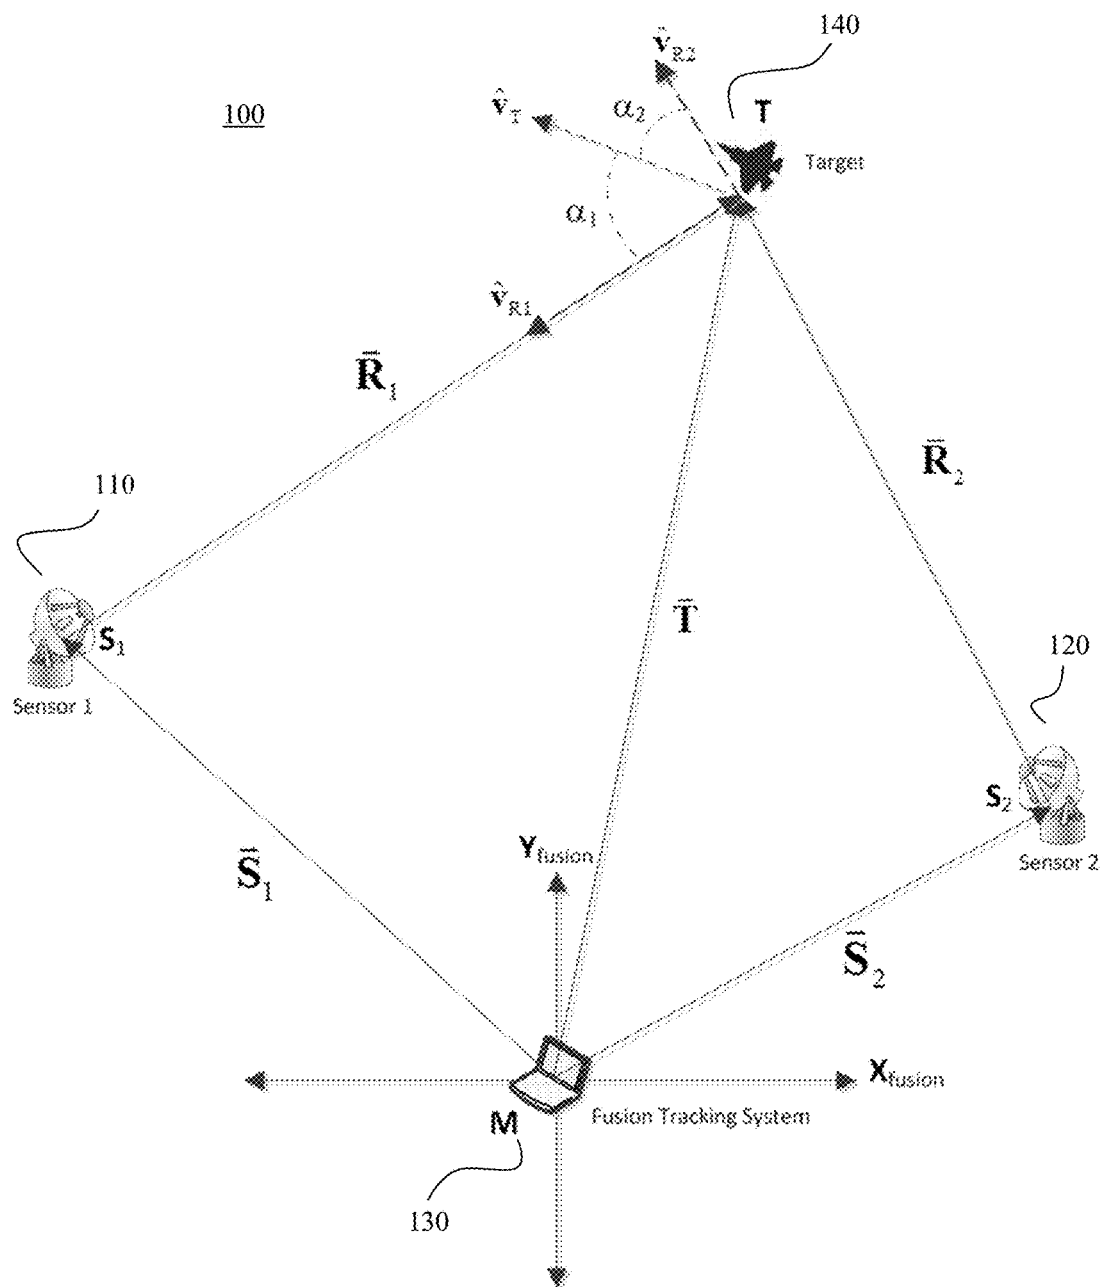 140
v̂R2
100
v̂T
α2
T
Target
α1
v̂R1
R̄1
R̄2
110
T̄
S1
120
Sensor 1
S2
Yfusion
Sensor 2
S̄1
S̄2
Xfusion
M
Fusion Tracking System
130